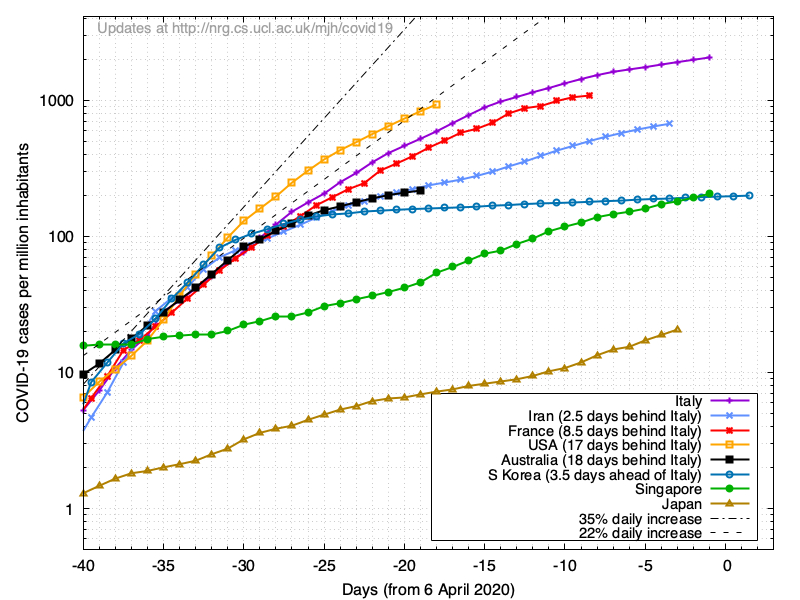 Updates at http://nrg.cs.ucl.ac.uk/mjh/covid19
1000
100
10
1
COVID-19 cases per million inhabitants
Italy
Iran (2.5 days behind Italy)
France (8.5 days behind Italy)
USA (17 days behind Italy)
Australia (18 days behind Italy)
S Korea (3.5 days ahead of Italy)
Singapore
Japan
35% daily increase
22% daily increase
-40 -35 -30 -25 -20 -15 -10 -5 0
Days (from 6 April 2020)